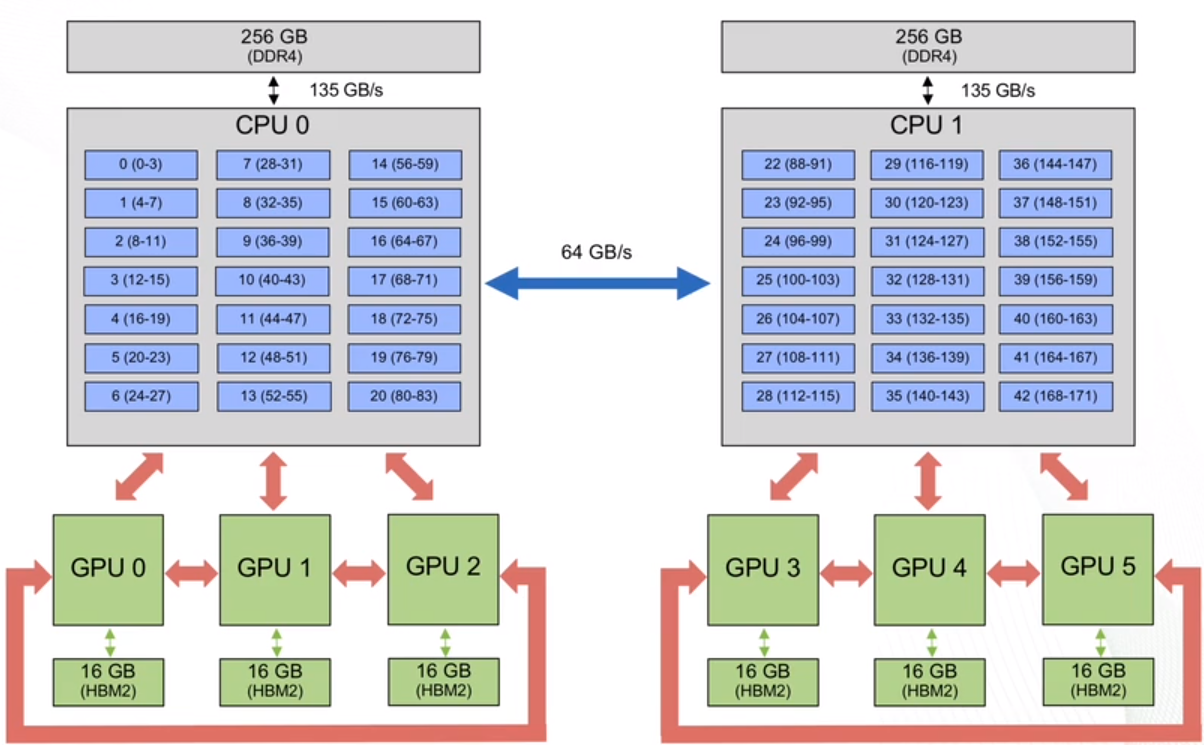 256 GB
(DDR4)
135 GB/s
CPU 0
0 (0-3)
7 (28-31)
14 (56-59)
1 (4-7)
8 (32-35)
15 (60-63)
2 (8-11)
9 (36-39)
16 (64-67)
3 (12-15)
10 (40-43)
17 (68-71)
4 (16-19)
11 (44-47)
18 (72-75)
5 (20-23)
12 (48-51)
19 (76-79)
6 (24-27)
13 (52-55)
20 (80-83)
64 GB/s
256 GB
(DDR4)
135 GB/s
CPU 1
22 (88-91)
29 (116-119)
36 (144-147)
23 (92-95)
30 (120-123)
37 (148-151)
24 (96-99)
31 (124-127)
38 (152-155)
25 (100-103)
32 (128-131)
39 (156-159)
26 (104-107)
33 (132-135)
40 (160-163)
27 (108-111)
34 (136-139)
41 (164-167)
28 (112-115)
35 (140-143)
42 (168-171)
GPU 0
GPU 1
GPU 2
16 GB
(HBM2)
16 GB
(HBM2)
16 GB
(HBM2)
GPU 3
GPU 4
GPU 5
16 GB
(HBM2)
16 GB
(HBM2)
16 GB
(HBM2)